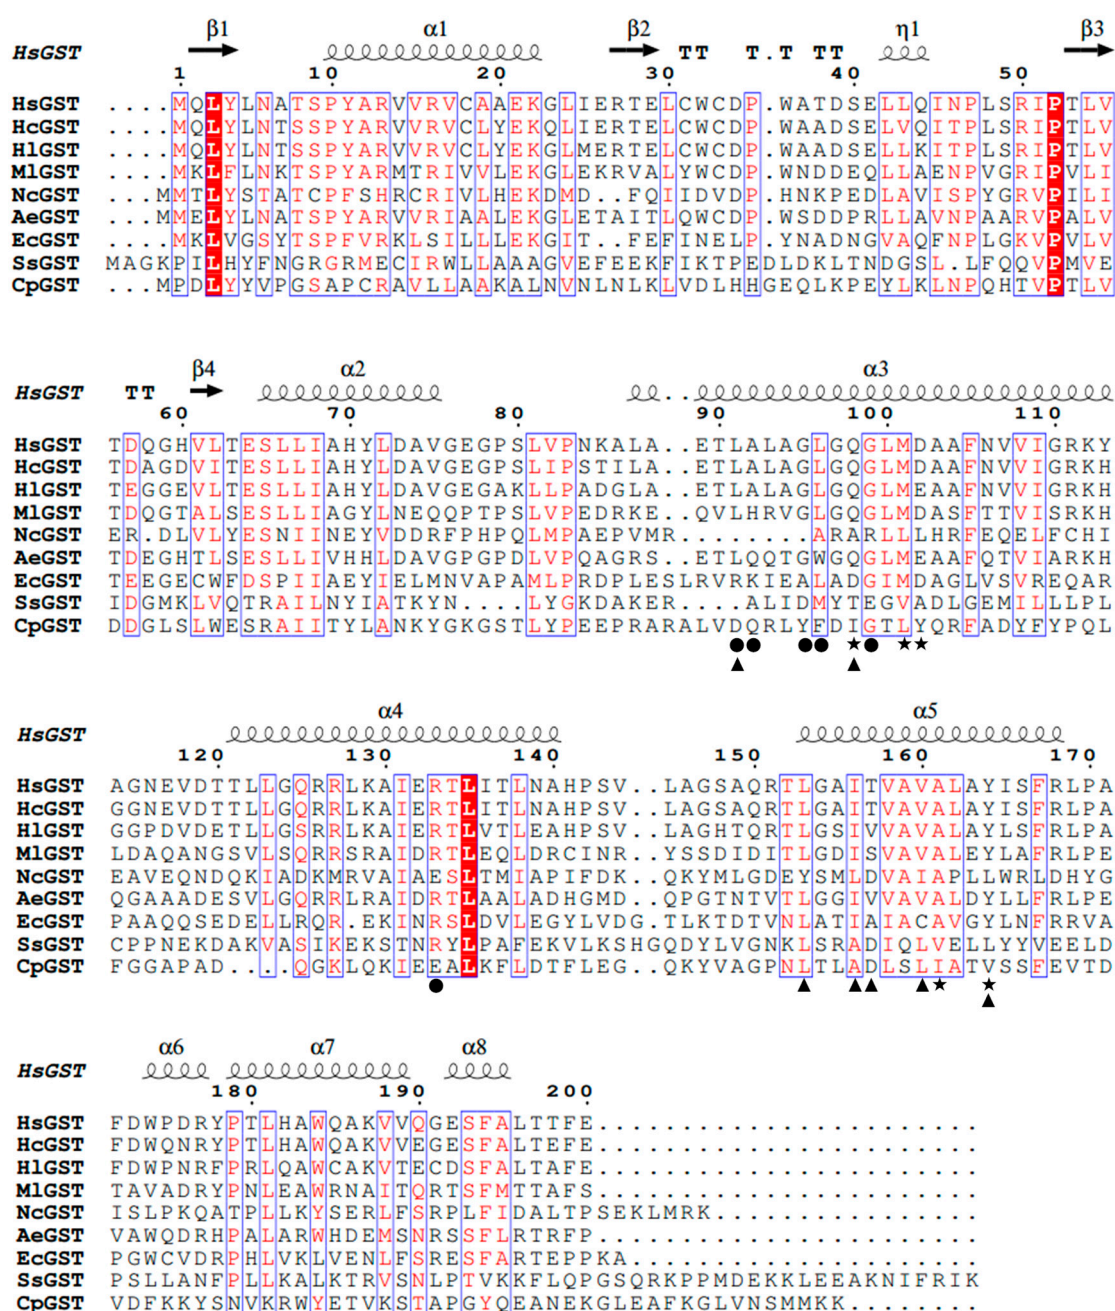 β1 α1 β2 η1 β3
HsGST TT T.T TT
1 10 20 30 40 50
HsGST ....MQLYLNATSPYARVVRVCAAEKGLIERTELCWCDP.WATDSELLQINPLSRIPTLV
HcGST ....MQLYLNTSSPYARVVRVCLYEKQLIERTELCWCDP.WAADSELVQITPLSRIPTLV
HlGST ....MQLYLNTSSPYARVVRVCLYEKGLMERTELCWCDP.WAADSELLKITPLSRIPTLV
MlGST ....MKLFLNKTSPYARMTRIVVLEKGLEKRVALYWCDP.WNDDEQLLAENPVGRIPVLI
NcGST ...MMTLYSTATCPFSHRCRIVLHEKDMD..FQIIDVDP.HNKPEDLAVISPYGRVPILI
AeGST ...MMELYLNATSPYARVVRIAALEKGLETAITLQWCDP.WSDDPRLLAVNPAARVPALV
EcGST ....MKLVGSYTSPFVRKLSILLLEKGIT..FEFINELP.YNADNGVAQFNPLGKVPVLV
SsGST MAGKPILHYFNGRGRMECIRWLLAAAGVEFEEKFIKTPEDLDKLTNDGSL.LFQQVPMVE
CpGST ...MPDLYYVPGSAPCRAVLLAAKALNVNLNLKLVDLHHGEQLKPEYLKLNPQHTVPTLV
β4 α2 α3
HsGST TT
60 70 80 90 100 110
HsGST TDQGHVLTESLLIAHYLDAVGEGPSLVPNKALA..ETLALAGLGQGLMDAAFNVVIGRKY
HcGST TDAGDVITESLLIAHYLDAVGEGPSLIPSTILA..ETLALAGLGQGLMDAAFNVVIGRKH
HlGST TEGGEVLTESLLIAHYLDAVGEGAKLLPADGLA..ETLALAGLGQGLMEAAFNVVIGRKH
MlGST TDQGTALSESLLIAGYLNEQQPTPSLVPEDRKE..QVLHRVGLGQGLMDASFTTVISRKH
NcGST ER.DLVLYESNIINEYVDDRFPHPQLMPAEPVMR........ARARLLLHRFEQELFCHI
AeGST TDEGHTLSESLLIVHHLDAVGPGPDLVPQAGRS..ETLQQTGWGQGLMEAAFQTVIARKH
EcGST TEEGECWFDSPIIAEYIELMNVAPAMLPRDPLESLRVRKIEALADGIMDAGLVSVREQAR
SsGST IDGMKLVQTRAILNYIATKYN....LYGKDAKER....ALIDMYTEGVADLGEMILLLPL
CpGST DDGLSLWESRAIITYLANKYGKGSTLYPEEPRARALVDQRLYFDIGTLYQRFADYFYPQL
α4 α5
HsGST
120 130 140 150 160 170
HsGST AGNEVDTTLLGQRRLKAIERTLITLNAHPSV..LAGSAQRTLGAITVAVALAYISFRLPA
HcGST GGNEVDTTLLGQRRLKAIERTLITLNAHPSV..LAGSAQRTLGAITVAVALAYISFRLPA
HlGST GGPDVDETLLGSRRLKAIERTLVTLEAHPSV..LAGHTQRTLGSIVVAVALAYLSFRLPA
MlGST LDAQANGSVLSQRRSRAIDRTLEQLDRCINR.YSSDIDITLGDISVAVALEYLAFRLPE
NcGST EAVEQNDQKIADKMRVAIAESLTMIAPIFDK..QKYMLGDEYSMLDVAIAPLLWRLDHYG
AeGST QGAAADESVLGQRRLRAIDRTLAALADHGMD..QPGTNTVTLGGIVVAVALDYLLFRLPE
EcGST PAAQQSEDELLRQR.EKINRSLDVLEGYLVDG.TLKTDTVNLATIAIACAVGYLNFRRVA
SsGST CPPNEKDAKVASIKEKSTNRYLPAFEKVLKSHGQDYLVGNKLSRADIQLVELLYYVEELD
CpGST FGGAPAD....QGKLQKIEEALKFLDTFLEG..QKYVAGPNLTLADLSLIATVSSFEVTD
α6 α7 α8
HsGST
180 190 200
HsGST FDWPDRYPTLHAWQAKVVQGESFALTTFE.......................
HcGST FDWQNRYPTLHAWQAKVVEGESFALTEFE.......................
HlGST FDWPNRFPRLQAWCAKVTECDSFALTAFE.......................
MlGST TAVADRYPNLEAWRNAITQRTSFMTTAFS.......................
NcGST ISLPKQATPLLKYSERLFSRPLFIDALTPSEKLMRK................
AeGST VAWQDRHPALARWHDEMSNRSSFLRTRFP.......................
EcGST PGWCVDRPHLVKLVENLFSRESFARTEPPKA.....................
SsGST PSLLANFPLLKALKTRVSNLPTVKKFLQPGSQRKPPMDEKKLEEAKNIFRIK
CpGST VDFKKYSNVKRWYETVKSTAPGYQEANEKGLEAFKGLVNSMMKK........